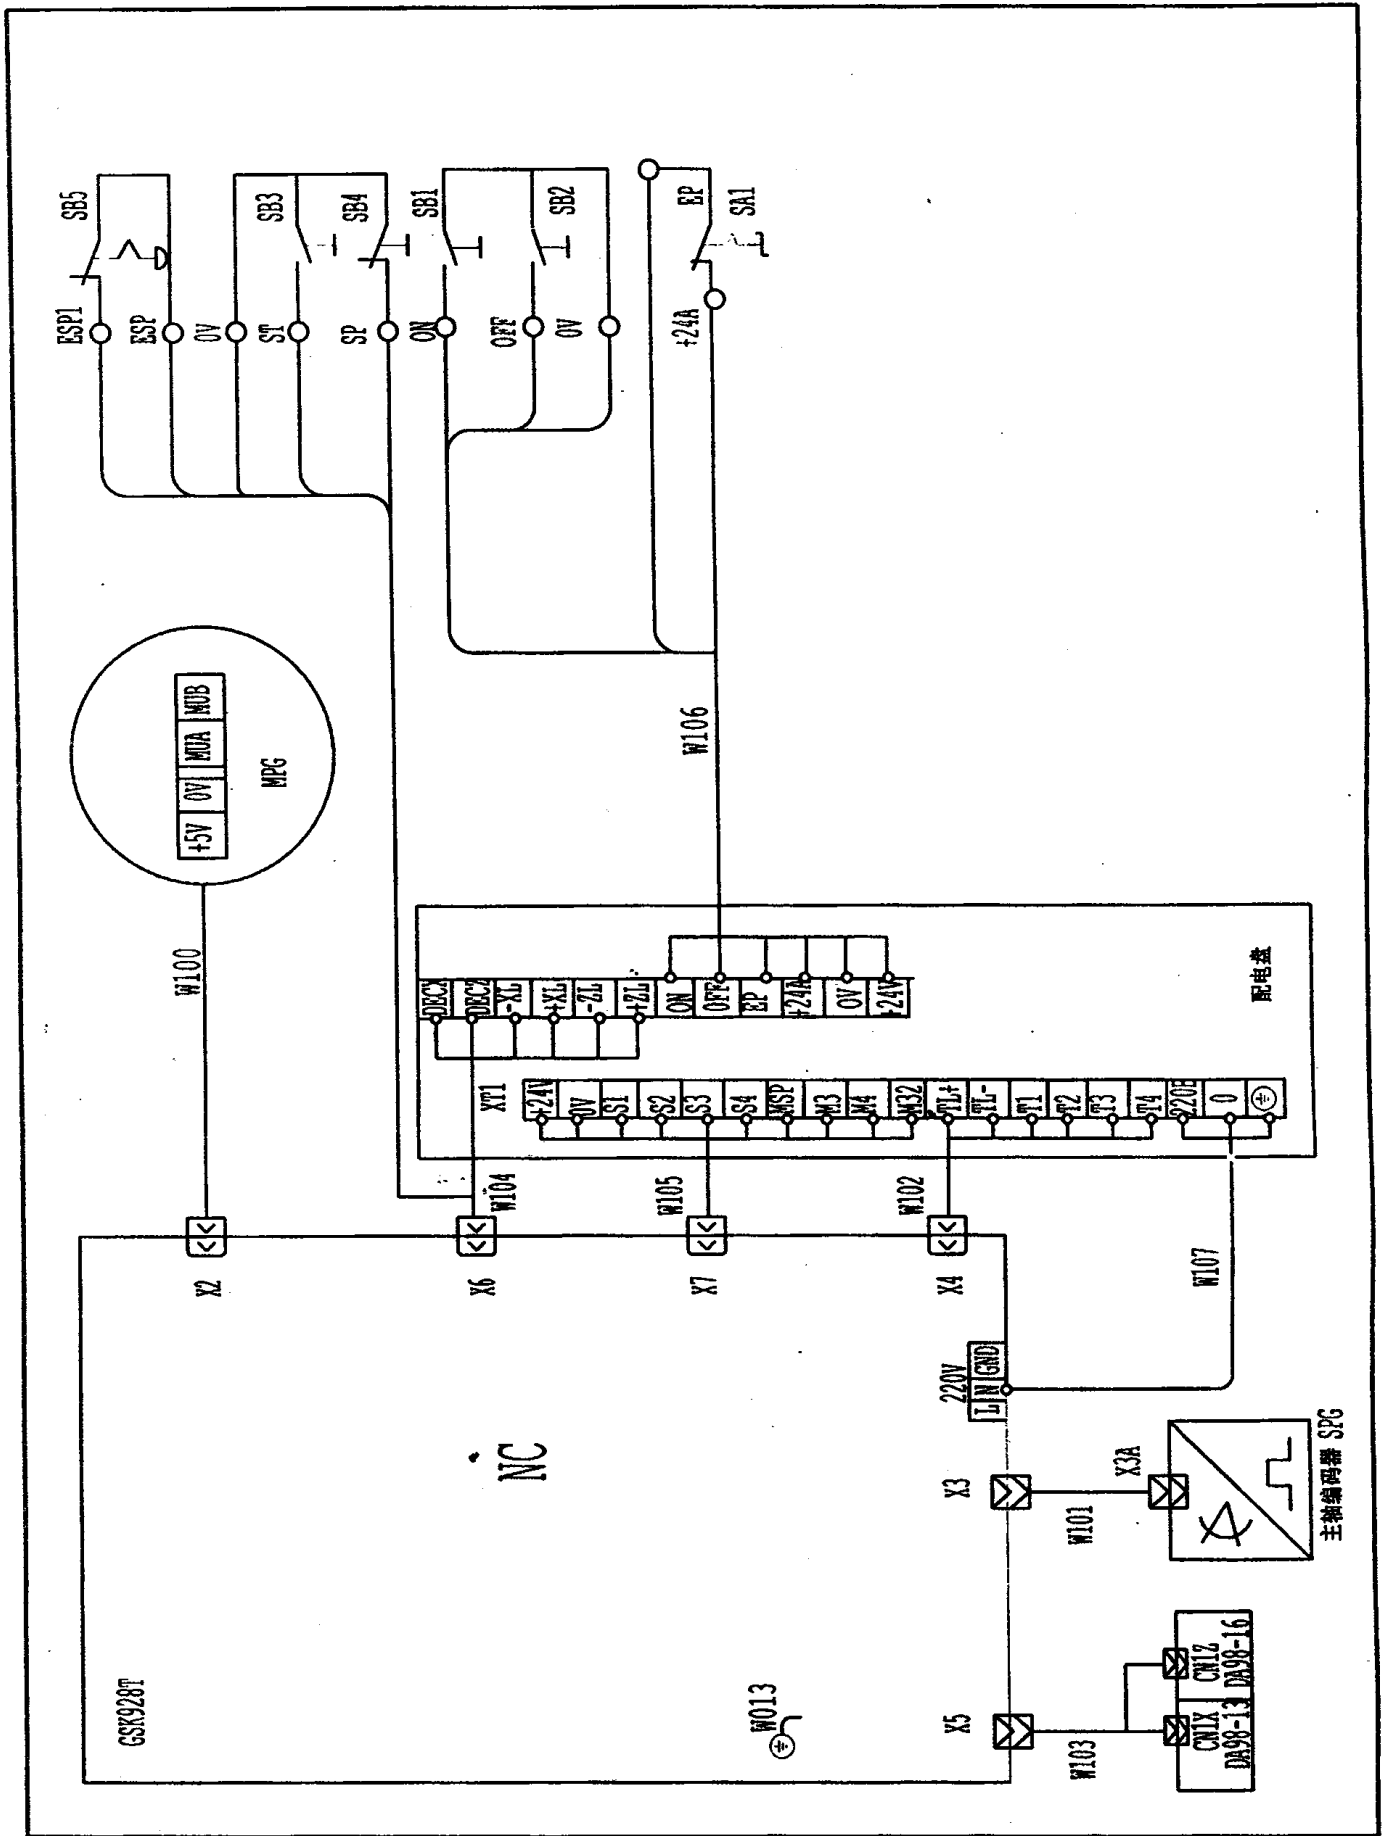 GSK928T
NC
W013
X2
X6
X7
X4
220V
L N GND
X3
X5
W100
+5V 0V MUA MUB
MPG
W104
W105
W102
W107
W101
X3A
主轴编码器 SPG
W103
CN1X
DA98-13
CN1Z
DA98-16
XT1
+24V
0V
S1
S2
S3
S4
MSP
M3
M4
M32
TL+
TL-
T1
T2
T3
T4
220E
0
DECX
DECZ
-XL
+XL
-ZL
+ZL
ON
OFF
EP
+24A
0V
+24V
配电盘
W106
ESP1
SB5
ESP
0V
ST
SB3
SP
SB4
ON
SB1
OFF
SB2
0V
+24A
EP
SA1